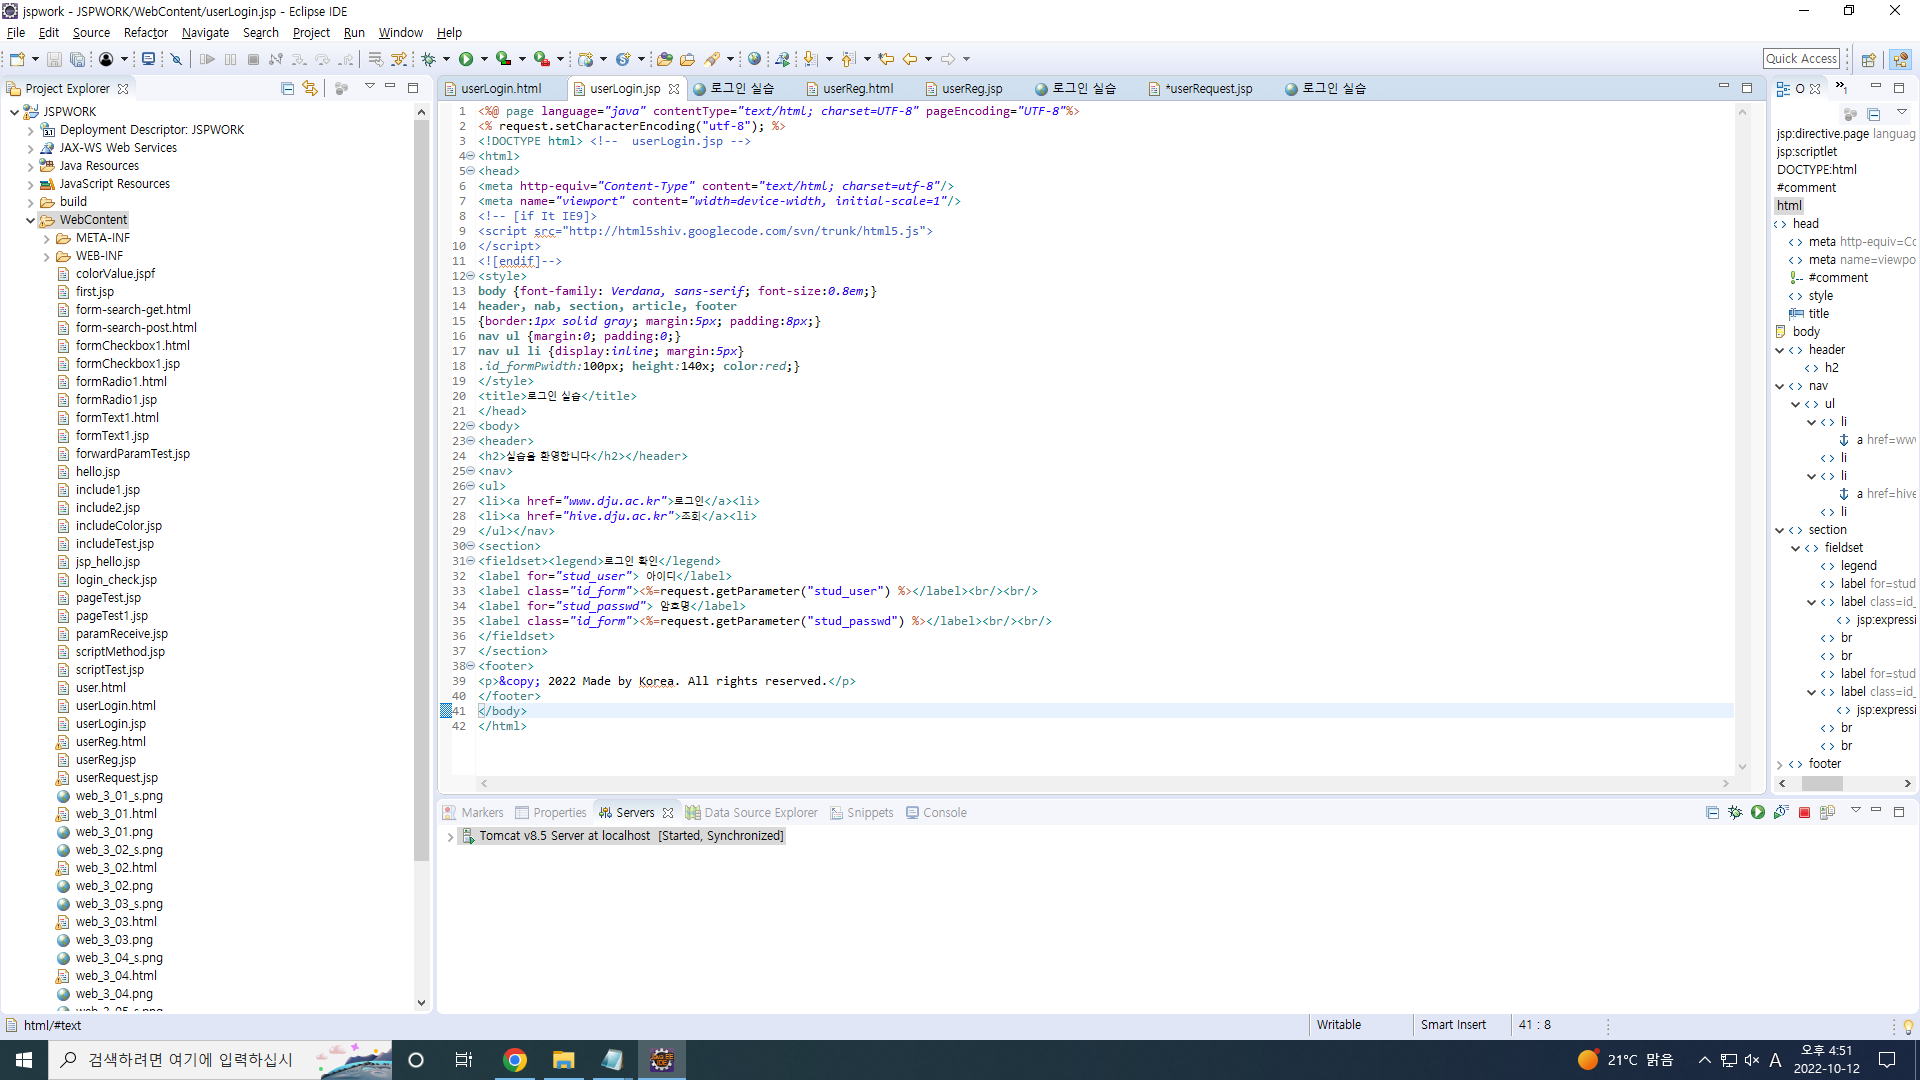 jspwork - JSPWORK/WebContent/userLogin.jsp - Eclipse IDE
File Edit Source Refactor Navigate Search Project Run Window Help
Quick Access
Project Explorer
JSPWORK
Deployment Descriptor: JSPWORK
JAX-WS Web Services
Java Resources
JavaScript Resources
build
WebContent
META-INF
WEB-INF
colorValue.jspf
first.jsp
form-search-get.html
form-search-post.html
formCheckbox1.html
formCheckbox1.jsp
formRadio1.html
formRadio1.jsp
formText1.html
formText1.jsp
forwardParamTest.jsp
hello.jsp
include1.jsp
include2.jsp
includeColor.jsp
includeTest.jsp
jsp_hello.jsp
login_check.jsp
pageTest.jsp
pageTest1.jsp
paramReceive.jsp
scriptMethod.jsp
scriptTest.jsp
user.html
userLogin.html
userLogin.jsp
userReg.html
userReg.jsp
userRequest.jsp
web_3_01_s.png
web_3_01.html
web_3_01.png
web_3_02_s.png
web_3_02.html
web_3_02.png
web_3_03_s.png
web_3_03.html
web_3_03.png
web_3_04_s.png
web_3_04.html
web_3_04.png
userLogin.html userLogin.jsp 로그인 실습 userReg.html userReg.jsp 로그인 실습 *userRequest.jsp 로그인 실습
1 <%@ page language="java" contentType="text/html; charset=UTF-8" pageEncoding="UTF-8"%>
2 <% request.setCharacterEncoding("utf-8"); %>
3 <!DOCTYPE html> <!--  userLogin.jsp -->
4 <html>
5 <head>
6 <meta http-equiv="Content-Type" content="text/html; charset=utf-8"/>
7 <meta name="viewport" content="width=device-width, initial-scale=1"/>
8 <!-- [if It IE9]>
9 <script src="http://html5shiv.googlecode.com/svn/trunk/html5.js">
10 </script>
11 <![endif]-->
12 <style>
13 body {font-family: Verdana, sans-serif; font-size:0.8em;}
14 header, nab, section, article, footer
15 {border:1px solid gray; margin:5px; padding:8px;}
16 nav ul {margin:0; padding:0;}
17 nav ul li {display:inline; margin:5px}
18 .id_formPwidth:100px; height:140x; color:red;}
19 </style>
20 <title>로그인 실습</title>
21 </head>
22 <body>
23 <header>
24 <h2>실습을 환영합니다</h2></header>
25 <nav>
26 <ul>
27 <li><a href="www.dju.ac.kr">로그인</a><li>
28 <li><a href="hive.dju.ac.kr">조회</a><li>
29 </ul></nav>
30 <section>
31 <fieldset><legend>로그인 확인</legend>
32 <label for="stud_user"> 아이디</label>
33 <label class="id_form"><%=request.getParameter("stud_user") %></label><br/><br/>
34 <label for="stud_passwd"> 암호명</label>
35 <label class="id_form"><%=request.getParameter("stud_passwd") %></label><br/><br/>
36 </fieldset>
37 </section>
38 <footer>
39 <p>&copy; 2022 Made by Korea. All rights reserved.</p>
40 </footer>
41 </body>
42 </html>
O
jsp:directive.page languag
jsp:scriptlet
DOCTYPE:html
#comment
html
head
meta http-equiv=Cc
meta name=viewpo
#comment
style
title
body
header
h2
nav
ul
li
a href=ww
li
li
a href=hive
li
section
fieldset
legend
label for=stud
label class=id_
jsp:expressi
br
br
label for=stud
label class=id_
jsp:expressi
br
br
footer
Markers Properties Servers Data Source Explorer Snippets Console
Tomcat v8.5 Server at localhost [Started, Synchronized]
html/#text Writable Smart Insert 41 : 8
검색하려면 여기에 입력하십시 21°C 맑음 A 오후 4:51
2022-10-12